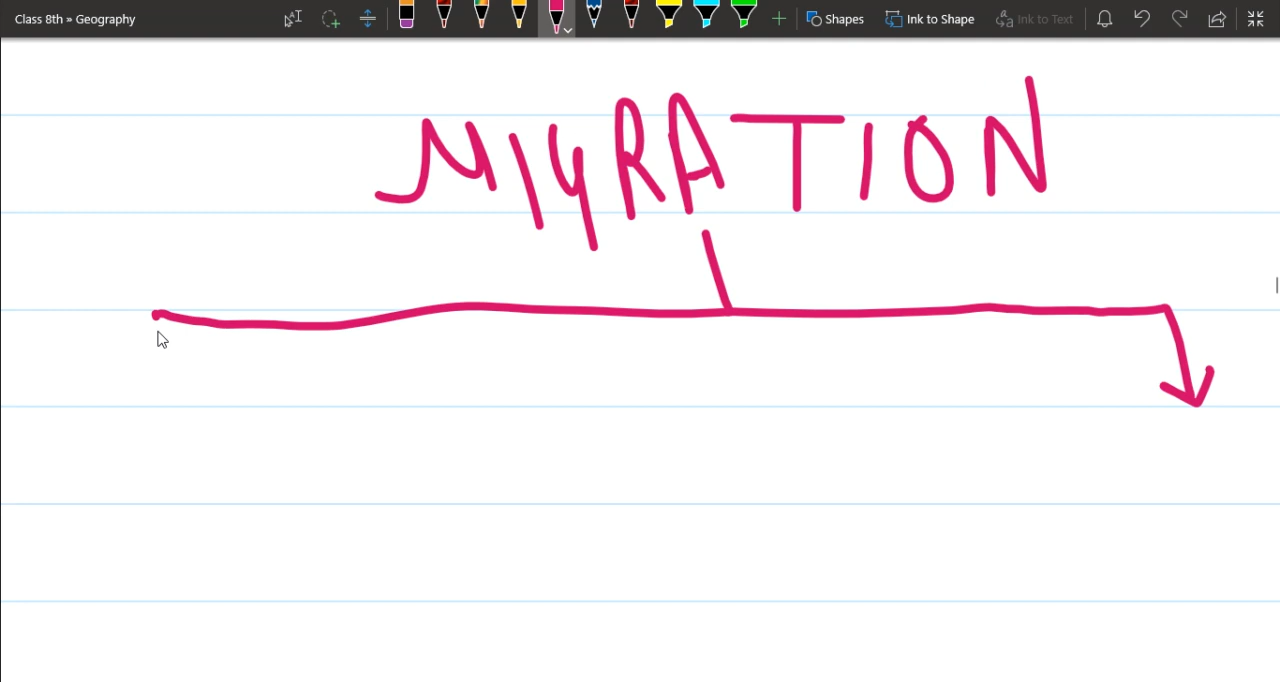 Class 8th » Geography
Shapes
Ink to Shape
Ink to Text
MIGRATION